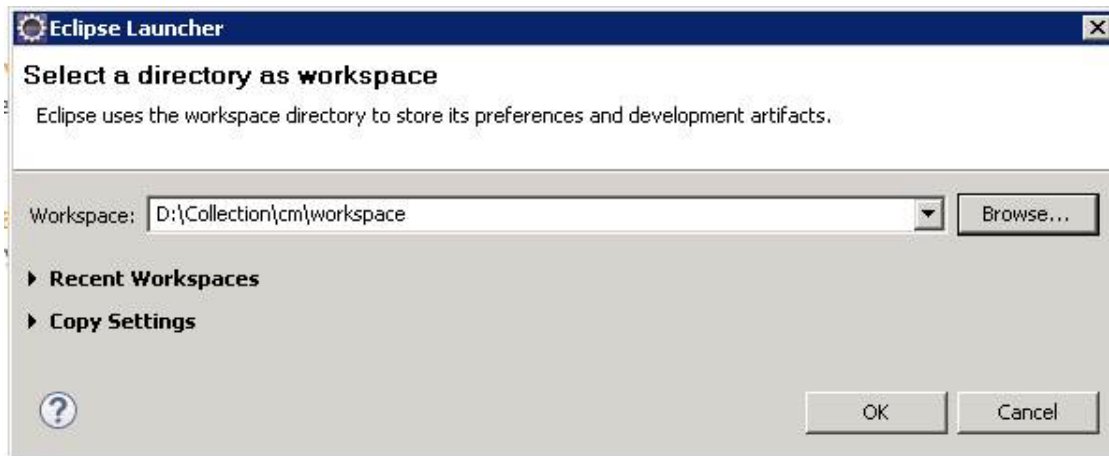 Eclipse Launcher
Select a directory as workspace
Eclipse uses the workspace directory to store its preferences and development artifacts.
Workspace: D:\Collection\cm\workspace Browse...
Recent Workspaces
Copy Settings
OK Cancel